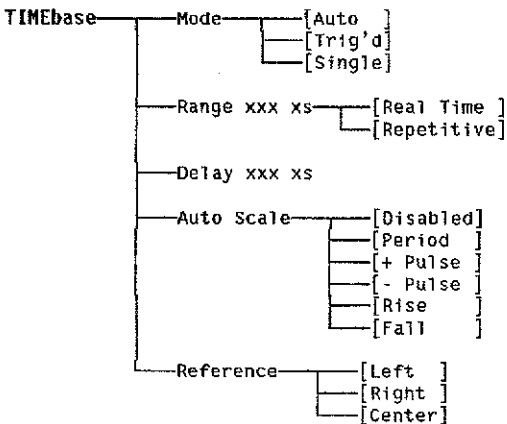 TIMEbase Mode [Auto ]
[Trig'd]
[Single]
Range xxx xs [Real Time ]
[Repetitive]
Delay xxx xs
Auto Scale [Disabled]
[Period ]
[+ Pulse ]
[- Pulse ]
[Rise ]
[Fall ]
Reference [Left ]
[Right ]
[Center]